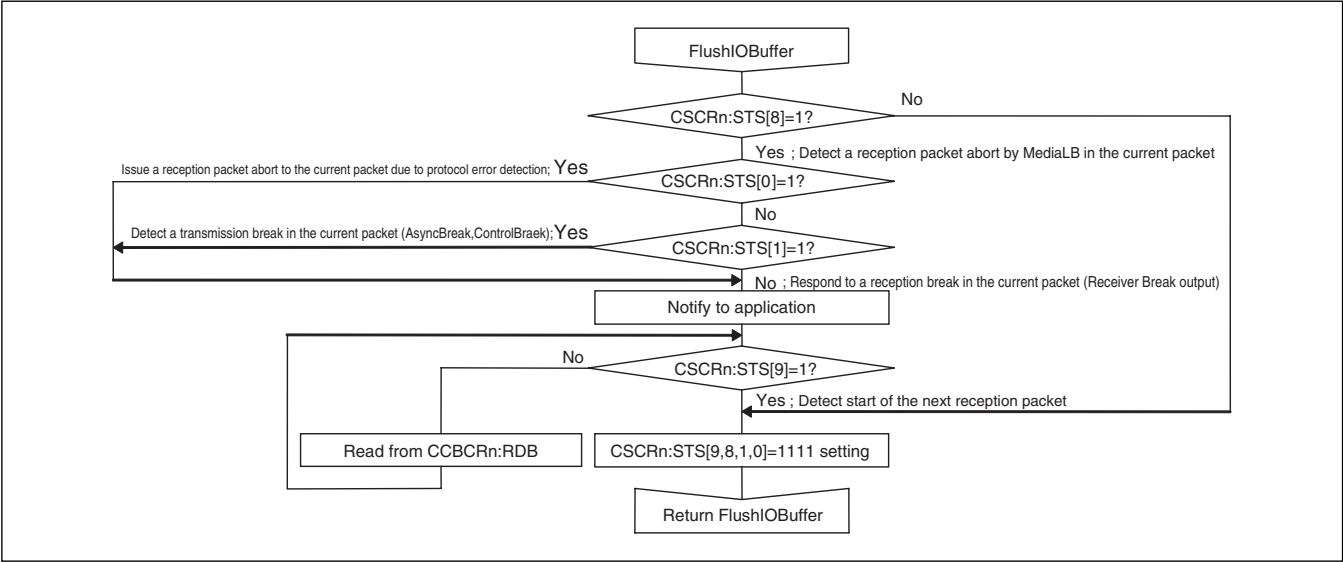 FlushIOBuffer
No
CSCRn:STS[8]=1?
Yes ; Detect a reception packet abort by MediaLB in the current packet
Issue a reception packet abort to the current packet due to protocol error detection; Yes
CSCRn:STS[0]=1?
No
Detect a transmission break in the current packet (AsyncBreak,ControlBraek); Yes
CSCRn:STS[1]=1?
No ; Respond to a reception break in the current packet (Receiver Break output)
Notify to application
No
CSCRn:STS[9]=1?
Yes ; Detect start of the next reception packet
Read from CCBCRn:RDB
CSCRn:STS[9,8,1,0]=1111 setting
Return FlushIOBuffer